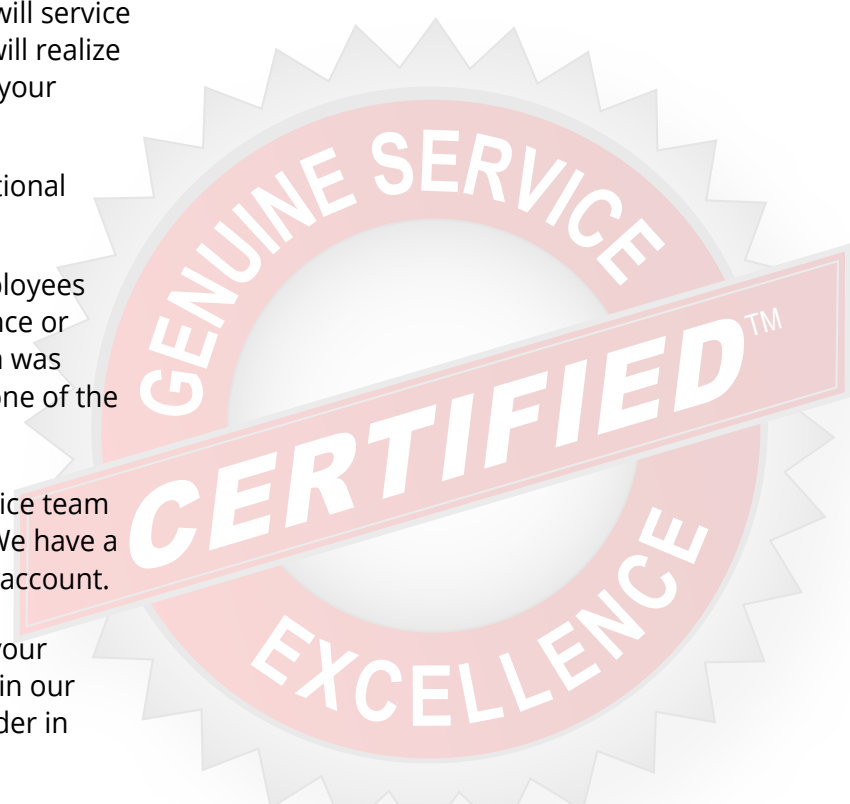 will service
will realize
your
tional
ployees
nce or
was
one of the
ice team
We have a
account.
your
in our
der in
GENUINE SERVICE
CERTIFIED™
EXCELLENCE